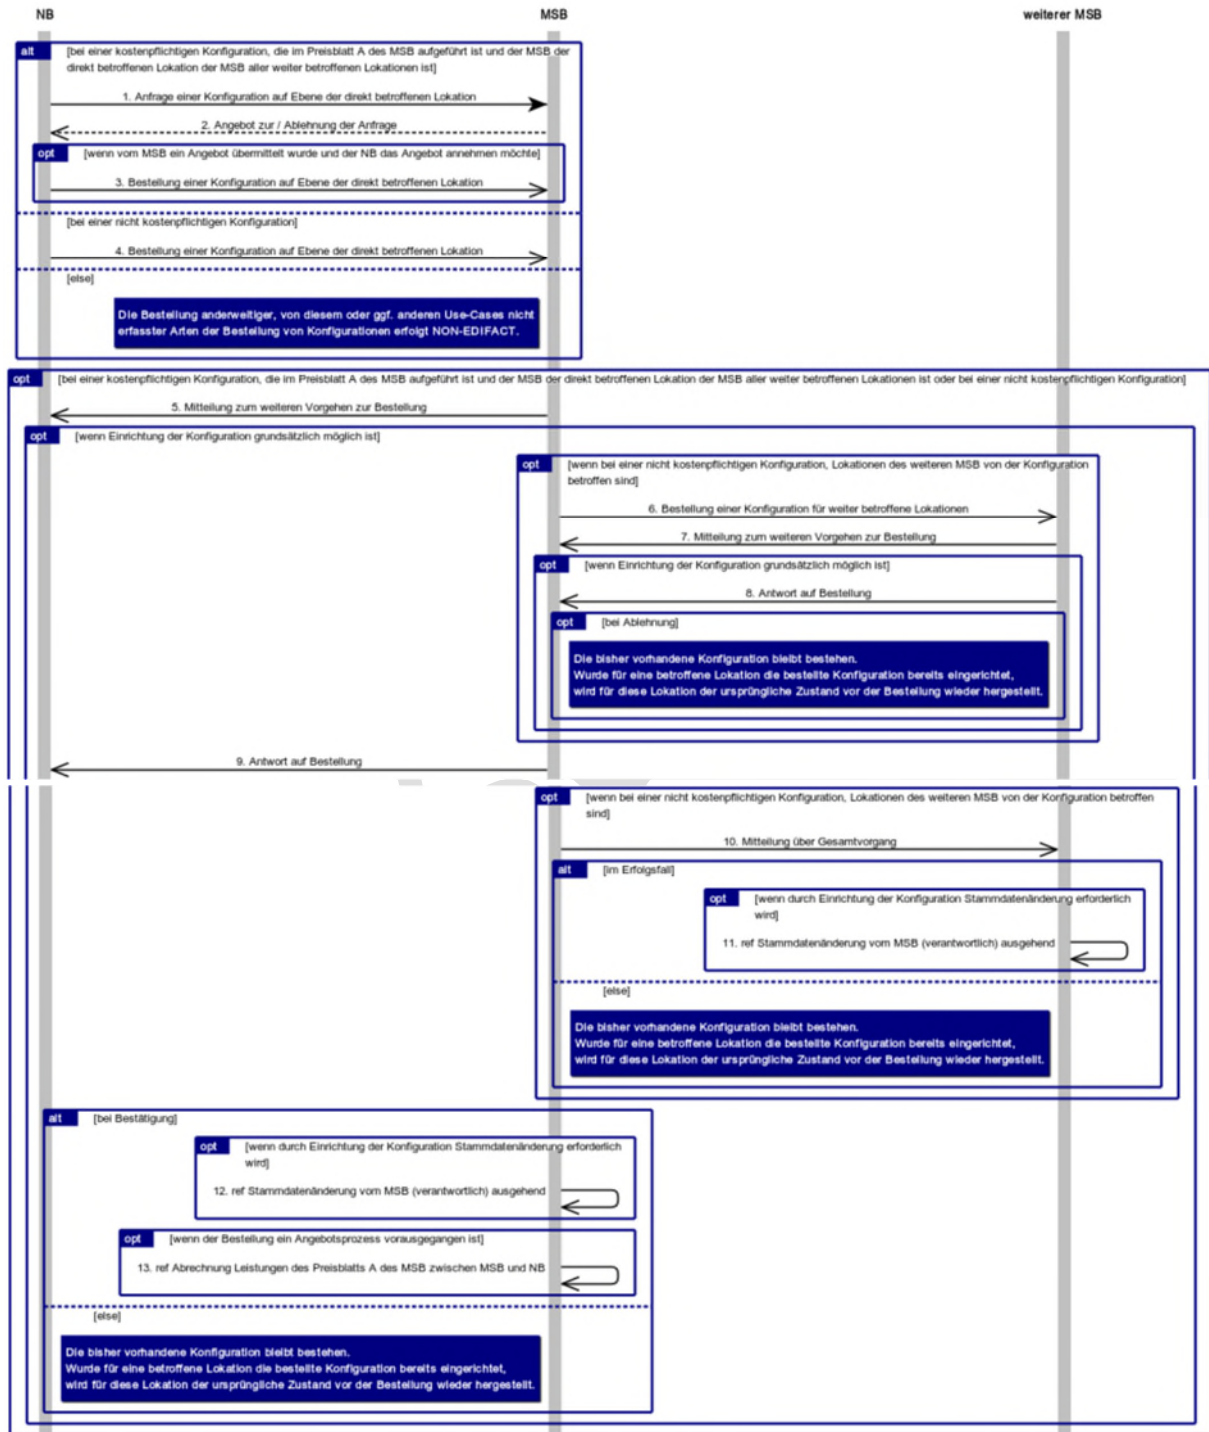 NB MSB weiterer MSB
alt [bei einer kostenpflichtigen Konfiguration, die im Preisblatt A des MSB aufgeführt ist und der MSB der
direkt betroffenen Lokation der MSB aller weiter betroffenen Lokationen ist]
1. Anfrage einer Konfiguration auf Ebene der direkt betroffenen Lokation
2. Angebot zur / Ablehnung der Anfrage
opt [wenn vom MSB ein Angebot übermittelt wurde und der NB das Angebot annehmen möchte]
3. Bestellung einer Konfiguration auf Ebene der direkt betroffenen Lokation
[bei einer nicht kostenpflichtigen Konfiguration]
4. Bestellung einer Konfiguration auf Ebene der direkt betroffenen Lokation
[else]
Die Bestellung anderweitiger, von diesem oder ggf. anderen Use-Cases nicht
erfasster Arten der Bestellung von Konfigurationen erfolgt NON-EDIFACT.
opt [bei einer kostenpflichtigen Konfiguration, die im Preisblatt A des MSB aufgeführt ist und der MSB der direkt betroffenen Lokation der MSB aller weiter betroffenen Lokationen ist oder bei einer nicht kostenpflichtigen Konfiguration]
5. Mitteilung zum weiteren Vorgehen zur Bestellung
opt [wenn Einrichtung der Konfiguration grundsätzlich möglich ist]
opt [wenn bei einer nicht kostenpflichtigen Konfiguration, Lokationen des weiteren MSB von der Konfiguration
betroffen sind]
6. Bestellung einer Konfiguration für weiter betroffene Lokationen
7. Mitteilung zum weiteren Vorgehen zur Bestellung
opt [wenn Einrichtung der Konfiguration grundsätzlich möglich ist]
8. Antwort auf Bestellung
opt [bei Ablehnung]
Die bisher vorhandene Konfiguration bleibt bestehen.
Wurde für eine betroffene Lokation die bestellte Konfiguration bereits eingerichtet,
wird für diese Lokation der ursprüngliche Zustand vor der Bestellung wieder hergestellt.
9. Antwort auf Bestellung
opt [wenn bei einer nicht kostenpflichtigen Konfiguration, Lokationen des weiteren MSB von der Konfiguration betroffen
sind]
10. Mitteilung über Gesamtvorgang
alt [im Erfolgsfall]
opt [wenn durch Einrichtung der Konfiguration Stammdatenänderung erforderlich
wird]
11. ref Stammdatenänderung vom MSB (verantwortlich) ausgehend
[else]
Die bisher vorhandene Konfiguration bleibt bestehen.
Wurde für eine betroffene Lokation die bestellte Konfiguration bereits eingerichtet,
wird für diese Lokation der ursprüngliche Zustand vor der Bestellung wieder hergestellt.
alt [bei Bestätigung]
opt [wenn durch Einrichtung der Konfiguration Stammdatenänderung erforderlich
wird]
12. ref Stammdatenänderung vom MSB (verantwortlich) ausgehend
opt [wenn der Bestellung ein Angebotsprozess vorausgegangen ist]
13. ref Abrechnung Leistungen des Preisblatts A des MSB zwischen MSB und NB
[else]
Die bisher vorhandene Konfiguration bleibt bestehen.
Wurde für eine betroffene Lokation die bestellte Konfiguration bereits eingerichtet,
wird für diese Lokation der ursprüngliche Zustand vor der Bestellung wieder hergestellt.